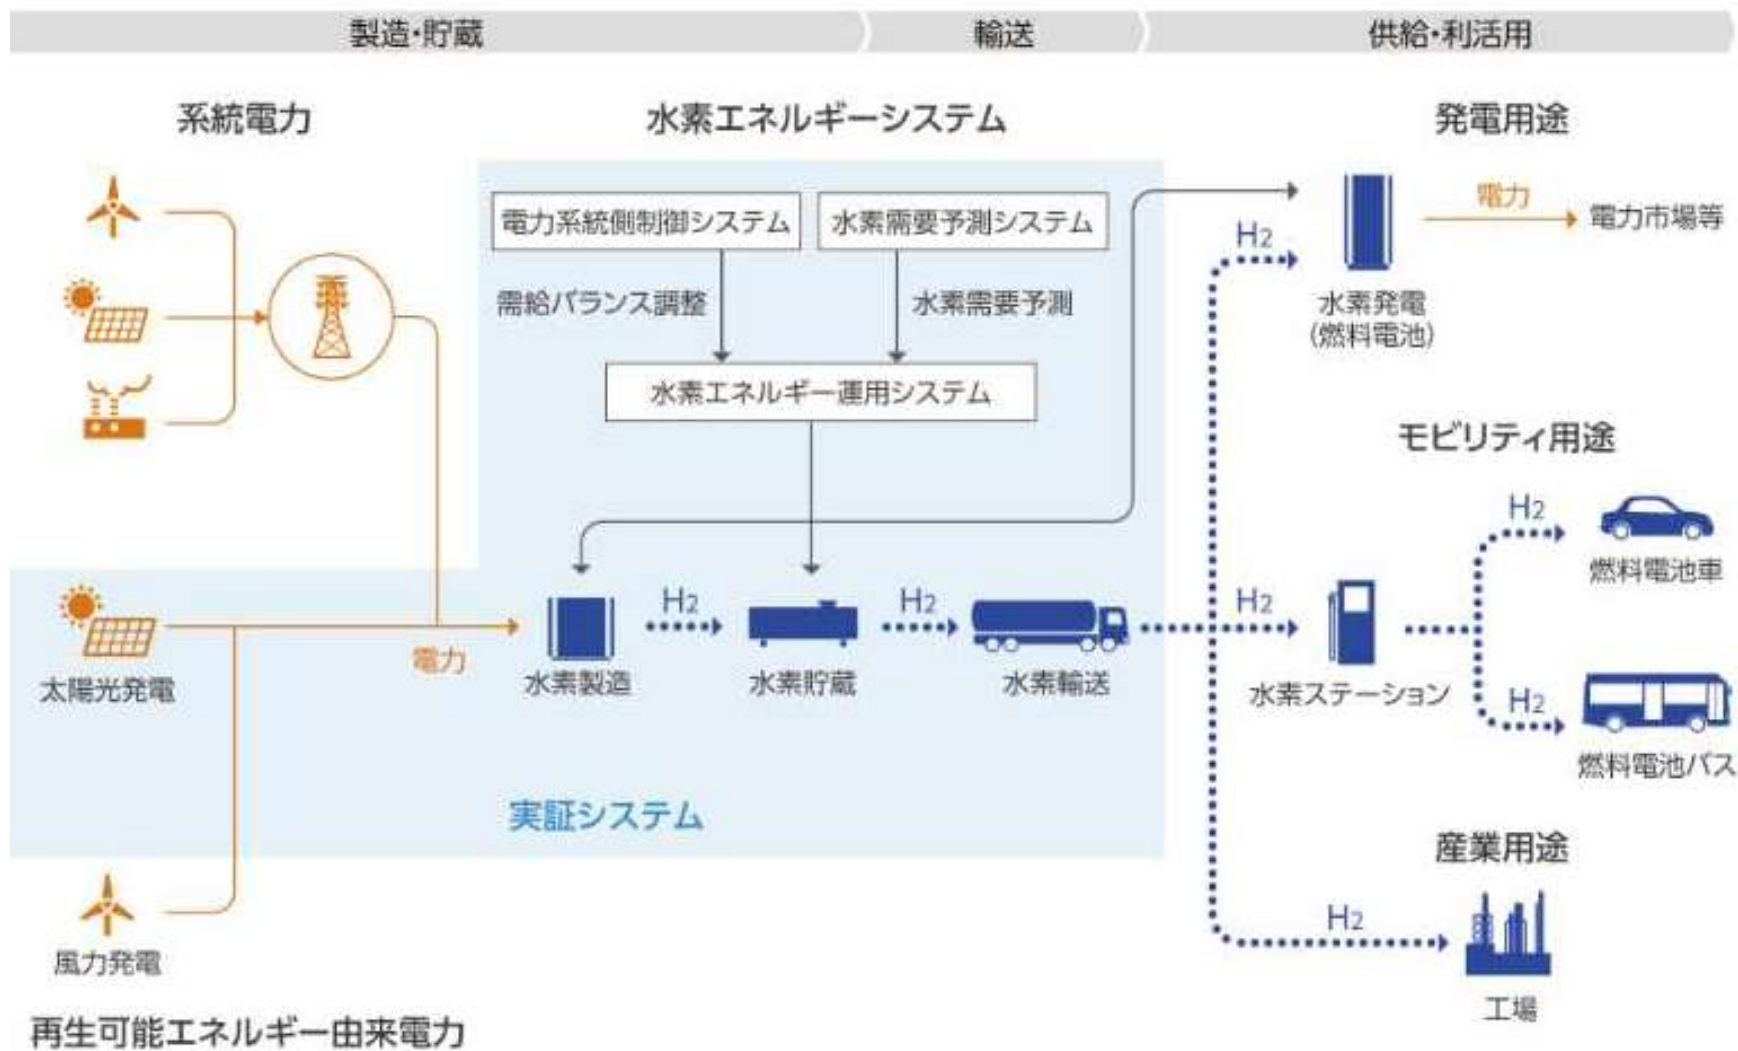 製造・貯蔵
輸送
供給・利活用
系統電力
水素エネルギーシステム
発電用途
電力系統側制御システム
水素需要予測システム
需給バランス調整
水素需要予測
水素エネルギー運用システム
H2
電力
電力市場等
水素発電
(燃料電池)
モビリティ用途
H2
燃料電池車
太陽光発電
電力
水素製造
H2
水素貯蔵
H2
水素輸送
H2
水素ステーション
H2
燃料電池バス
実証システム
産業用途
H2
工場
風力発電
再生可能エネルギー由来電力